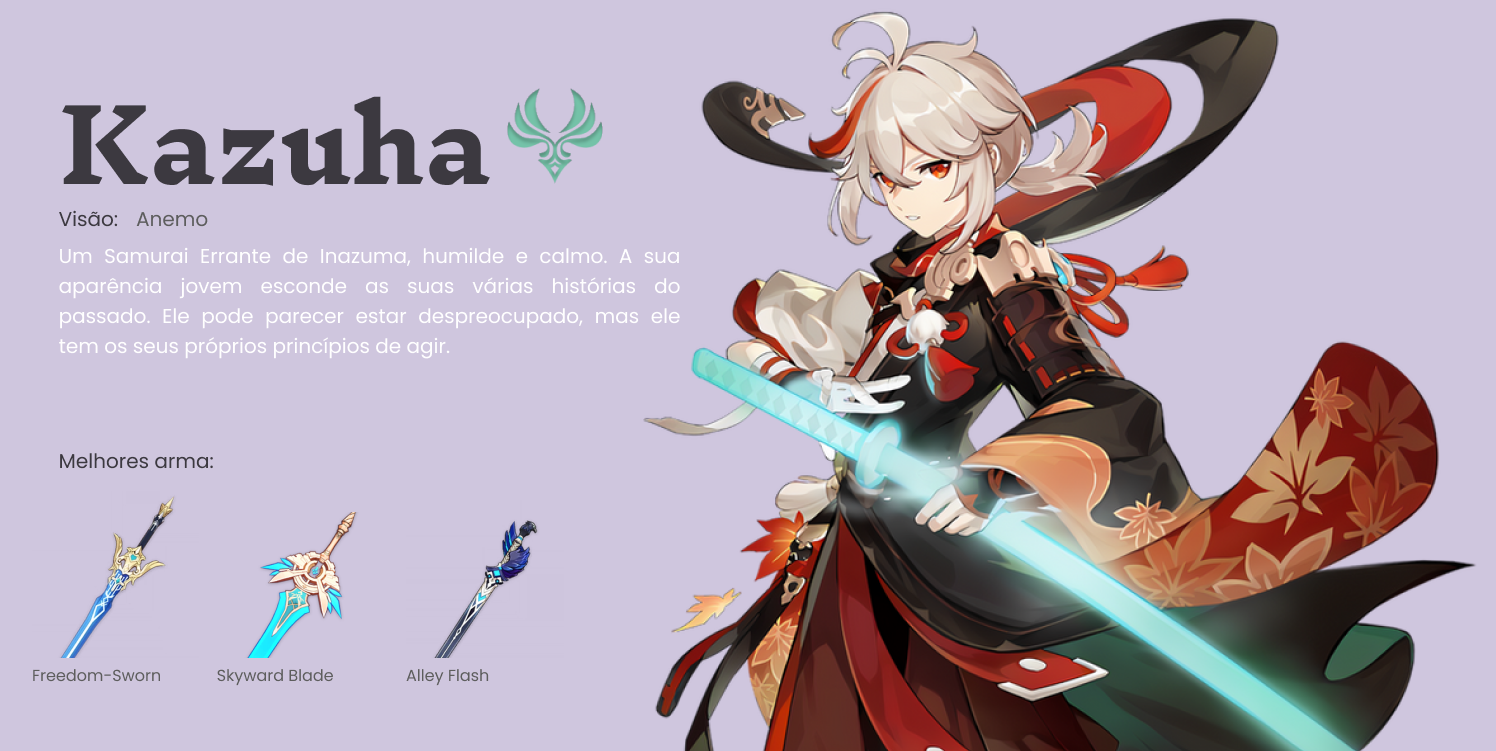 Kazuha
Visão: Anemo
Um Samurai Errante de Inazuma, humilde e calmo. A sua
aparência jovem esconde as suas várias histórias do
passado. Ele pode parecer estar despreocupado, mas ele
tem os seus próprios princípios de agir.
Melhores arma:
Freedom-Sworn Skyward Blade Alley Flash